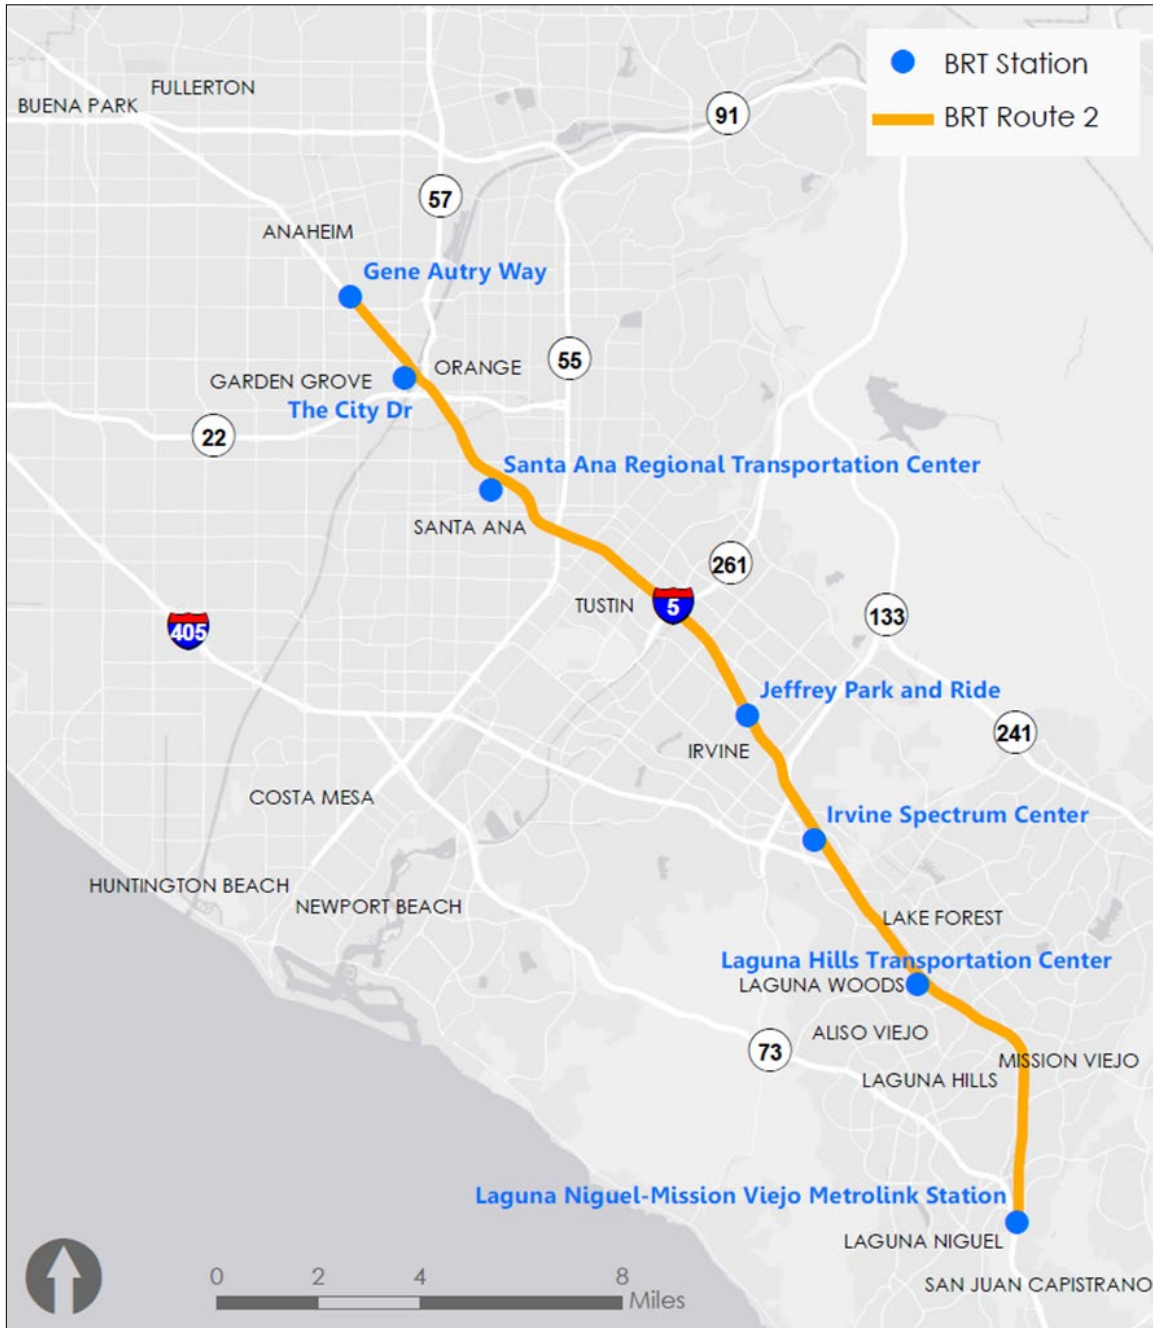 BRT Station
FULLERTON
BUENA PARK
BRT Route 2
91
57
ANAHEIM
Gene Autry Way
55
ORANGE
GARDEN GROVE
The City Dr
22
Santa Ana Regional Transportation Center
SANTA ANA
261
TUSTIN
5
133
405
Jeffrey Park and Ride
241
IRVINE
COSTA MESA
Irvine Spectrum Center
HUNTINGTON BEACH
NEWPORT BEACH
LAKE FOREST
Laguna Hills Transportation Center
LAGUNA WOODS
ALISO VIEJO
73
MISSION VIEJO
LAGUNA HILLS
Laguna Niguel-Mission Viejo Metrolink Station
LAGUNA NIGUEL
SAN JUAN CAPISTRANO
0 2 4 8
Miles